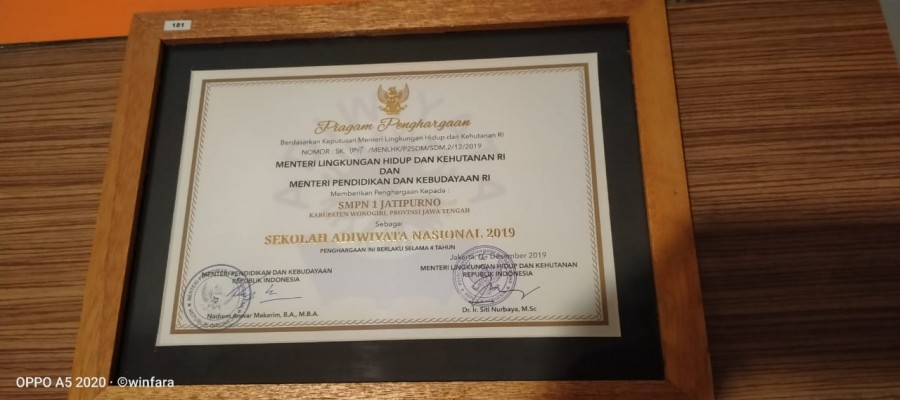 181
Piagam Penghargaan
Berdasarkan Keputusan Menteri Lingkungan Hidup dan Kehutanan RI
NOMOR : SK. /MENLHK/P2SDM/SDM.2/12/2019
MENTERI LINGKUNGAN HIDUP DAN KEHUTANAN RI
DAN
MENTERI PENDIDIKAN DAN KEBUDAYAAN RI
Memberikan Penghargaan Kepada :
SMPN 1 JATIPURNO
KABUPATEN WONOGIRI, PROVINSI JAWA TENGAH
Sebagai
SEKOLAH ADIWIYATA NASIONAL 2019
PENGHARGAAN INI BERLAKU SELAMA 4 TAHUN
Jakarta, Desember 2019
MENTERI PENDIDIKAN DAN KEBUDAYAAN
REPUBLIK INDONESIA
Nadiem Anwar Makarim, B.A., M.B.A.
MENTERI LINGKUNGAN HIDUP DAN KEHUTANAN
REPUBLIK INDONESIA
Dr. Ir. Siti Nurbaya, M.Sc
OPPO A5 2020 · ©winfara